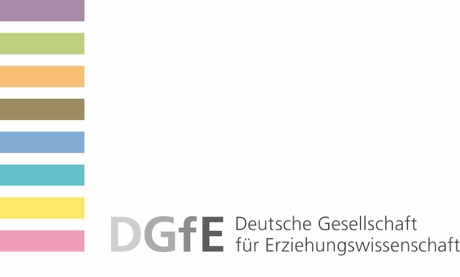 DGfE
Deutsche Gesellschaft
für Erziehungswissenschaft